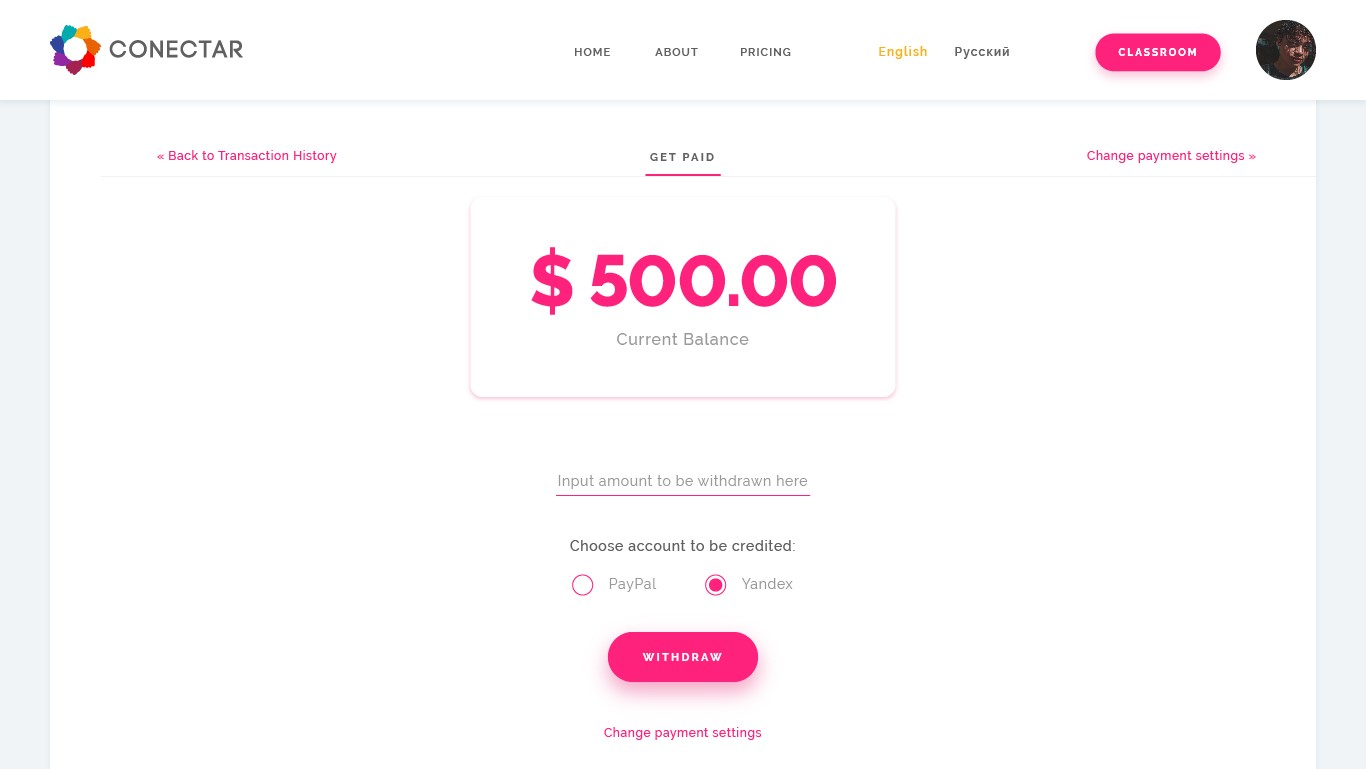 CONECTAR
HOME
ABOUT
PRICING
English
Русский
CLASSROOM
« Back to Transaction History
GET PAID
Change payment settings »
$ 500.00
Current Balance
Input amount to be withdrawn here
Choose account to be credited:
PayPal
Yandex
WITHDRAW
Change payment settings